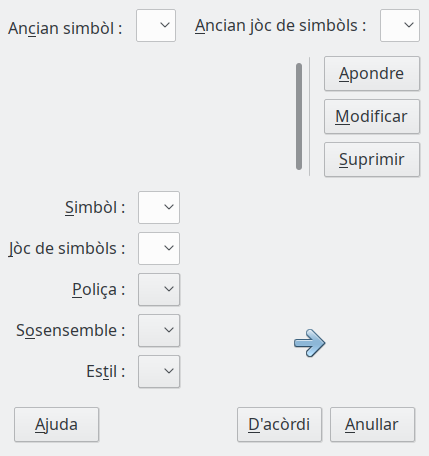 Ancian simbòl :
Ancian jòc de simbòls :
Apondre
Modificar
Suprimir
Simbòl :
Jòc de simbòls :
Poliça :
Sosensemble :
Estil :
Ajuda
D'acòrdi
Anullar